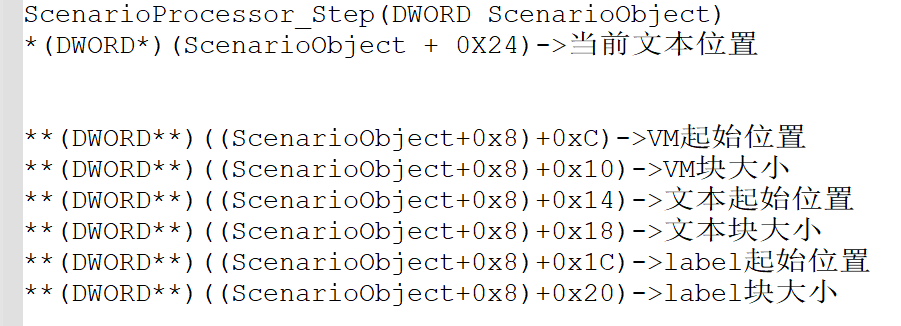 ScenarioProcessor_Step(DWORD ScenarioObject)
*(DWORD*)(ScenarioObject + 0X24)->当前文本位置
**(DWORD**)((ScenarioObject+0x8)+0xC)->VM起始位置
**(DWORD**)((ScenarioObject+0x8)+0x10)->VM块大小
**(DWORD**)((ScenarioObject+0x8)+0x14)->文本起始位置
**(DWORD**)((ScenarioObject+0x8)+0x18)->文本块大小
**(DWORD**)((ScenarioObject+0x8)+0x1C)->label起始位置
**(DWORD**)((ScenarioObject+0x8)+0x20)->label块大小